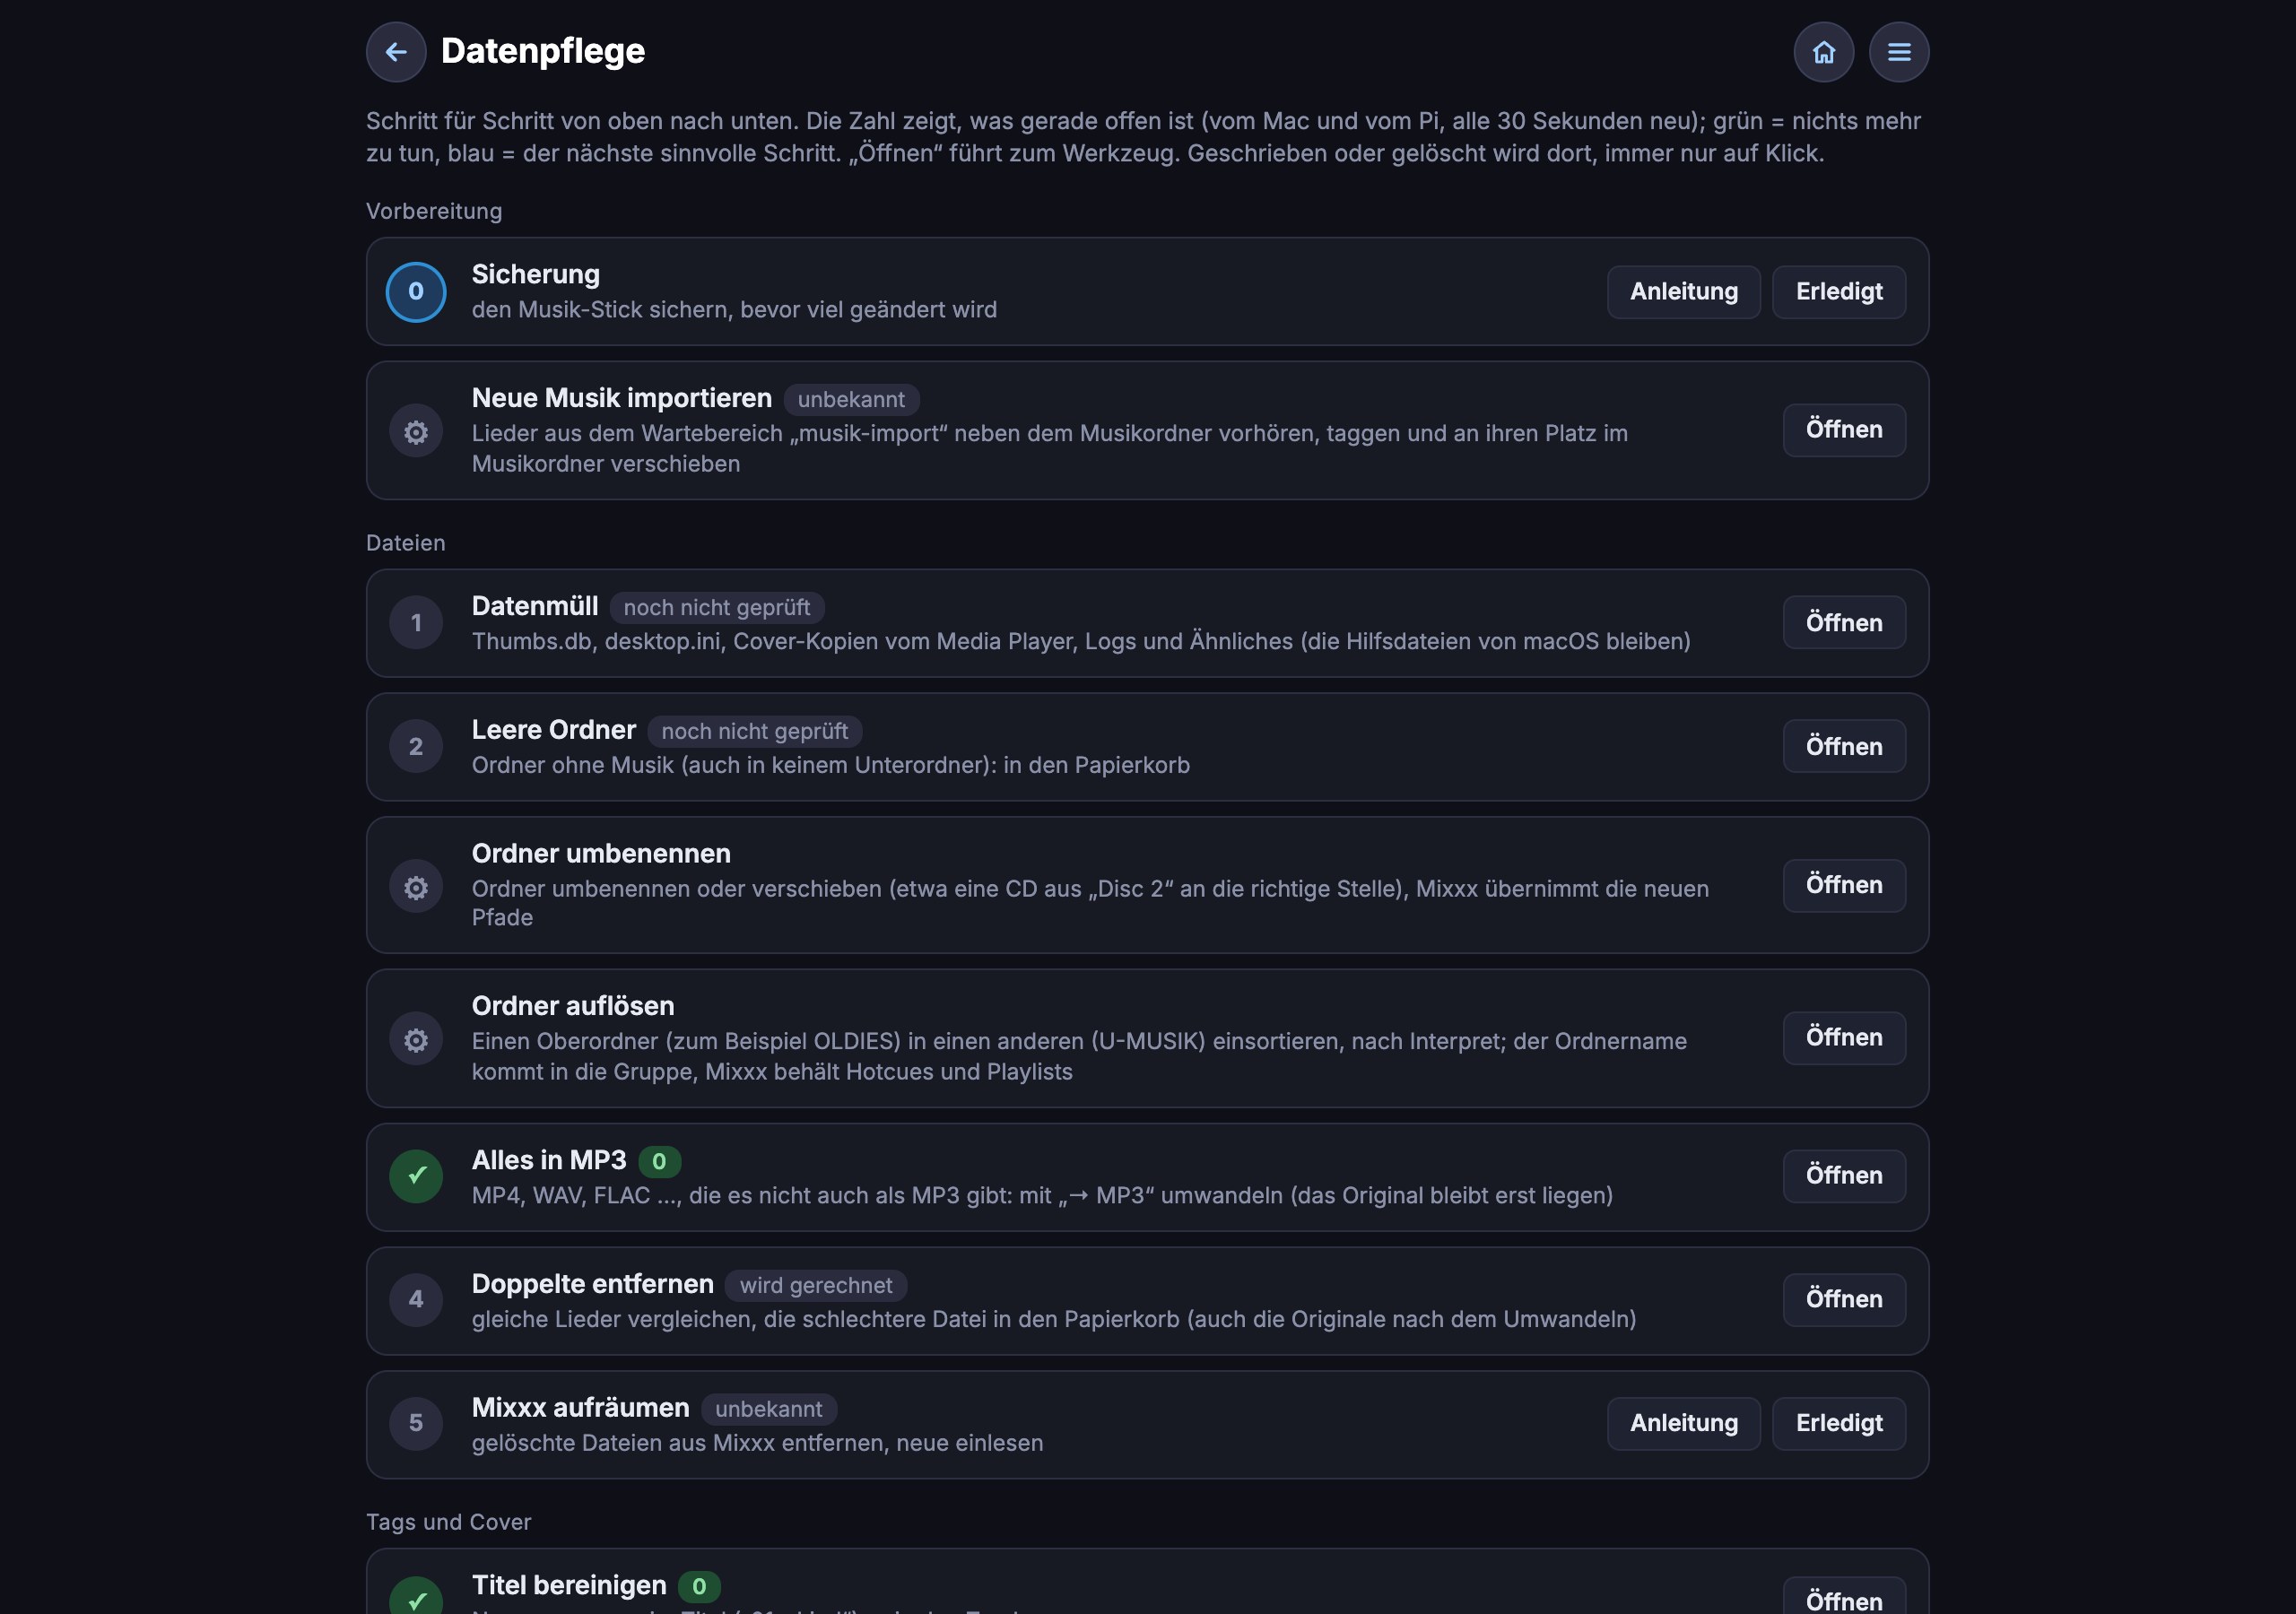 Datenpflege
Schritt für Schritt von oben nach unten. Die Zahl zeigt, was gerade offen ist (vom Mac und vom Pi, alle 30 Sekunden neu); grün = nichts mehr
zu tun, blau = der nächste sinnvolle Schritt. „Öffnen“ führt zum Werkzeug. Geschrieben oder gelöscht wird dort, immer nur auf Klick.
Vorbereitung
0
Sicherung
den Musik-Stick sichern, bevor viel geändert wird
Anleitung
Erledigt
Neue Musik importieren unbekannt
Lieder aus dem Wartebereich „musik-import“ neben dem Musikordner vorhören, taggen und an ihren Platz im
Musikordner verschieben
Öffnen
Dateien
1
Datenmüll noch nicht geprüft
Thumbs.db, desktop.ini, Cover-Kopien vom Media Player, Logs und Ähnliches (die Hilfsdateien von macOS bleiben)
Öffnen
2
Leere Ordner noch nicht geprüft
Ordner ohne Musik (auch in keinem Unterordner): in den Papierkorb
Öffnen
Ordner umbenennen
Ordner umbenennen oder verschieben (etwa eine CD aus „Disc 2“ an die richtige Stelle), Mixxx übernimmt die neuen
Pfade
Öffnen
Ordner auflösen
Einen Oberordner (zum Beispiel OLDIES) in einen anderen (U-MUSIK) einsortieren, nach Interpret; der Ordnername
kommt in die Gruppe, Mixxx behält Hotcues und Playlists
Öffnen
Alles in MP3 0
MP4, WAV, FLAC ..., die es nicht auch als MP3 gibt: mit „→ MP3“ umwandeln (das Original bleibt erst liegen)
Öffnen
4
Doppelte entfernen wird gerechnet
gleiche Lieder vergleichen, die schlechtere Datei in den Papierkorb (auch die Originale nach dem Umwandeln)
Öffnen
5
Mixxx aufräumen unbekannt
gelöschte Dateien aus Mixxx entfernen, neue einlesen
Anleitung
Erledigt
Tags und Cover
Titel bereinigen 0
Öffnen